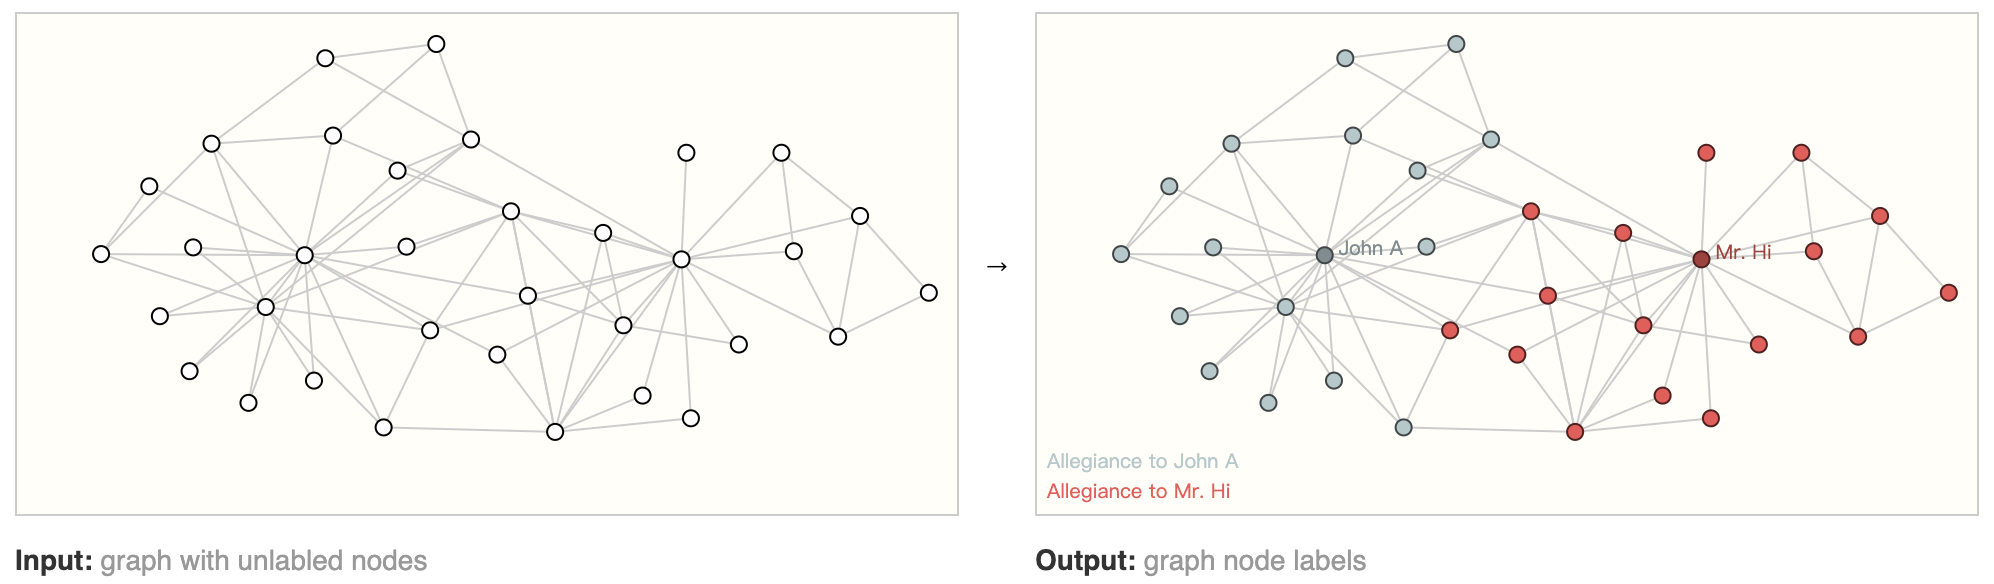 →
John A
Mr. Hi
Allegiance to John A
Allegiance to Mr. Hi
Input: graph with unlabled nodes
Output: graph node labels